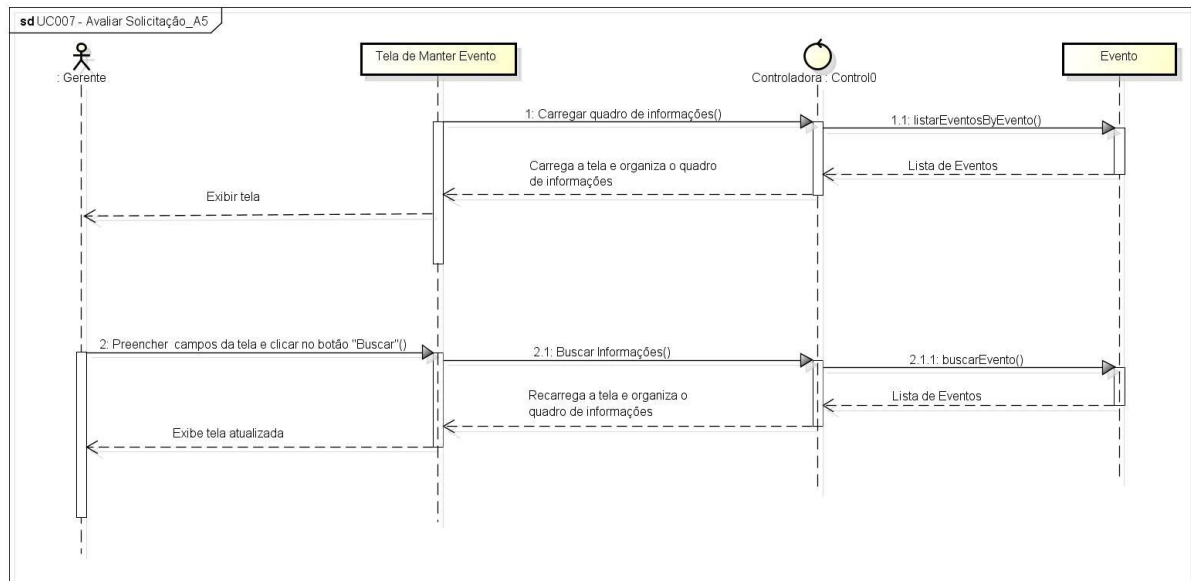 sd UC007 - Avaliar Solicitação_A5
: Gerente
Tela de Manter Evento
Controladora : Control0
Evento
1: Carregar quadro de informações()
1.1: listarEventosByEvento()
Carrega a tela e organiza o quadro
de informações
Lista de Eventos
Exibir tela
2: Preencher campos da tela e clicar no botão "Buscar"()
2.1: Buscar Informações()
2.1.1: buscarEvento()
Recarrega a tela e organiza o
quadro de informações
Lista de Eventos
Exibe tela atualizada